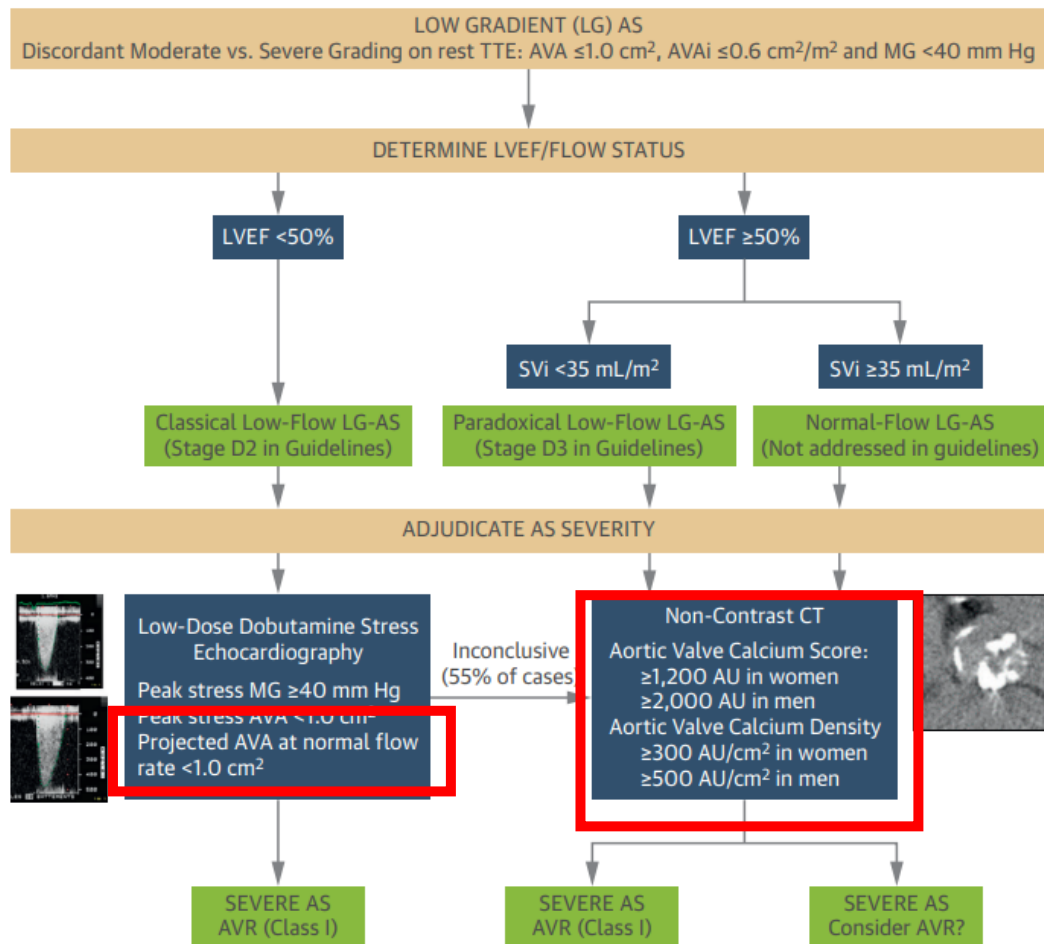 LOW GRADIENT (LG) AS
Discordant Moderate vs. Severe Grading on rest TTE: AVA ≤1.0 cm², AVAi ≤0.6 cm²/m² and MG <40 mm Hg
DETERMINE LVEF/FLOW STATUS
LVEF <50%
LVEF ≥50%
SVi <35 mL/m²
SVi ≥35 mL/m²
Classical Low-Flow LG-AS
(Stage D2 in Guidelines)
Paradoxical Low-Flow LG-AS
(Stage D3 in Guidelines)
Normal-Flow LG-AS
(Not addressed in guidelines)
ADJUDICATE AS SEVERITY
Low-Dose Dobutamine Stress
Echocardiography
Peak stress MG ≥40 mm Hg
Peak stress AVA <1.0 cm²
Projected AVA at normal flow
rate <1.0 cm²
Inconclusive
(55% of cases)
Non-Contrast CT
Aortic Valve Calcium Score:
≥1,200 AU in women
≥2,000 AU in men
Aortic Valve Calcium Density
≥300 AU/cm² in women
≥500 AU/cm² in men
SEVERE AS
AVR (Class I)
SEVERE AS
AVR (Class I)
SEVERE AS
Consider AVR?